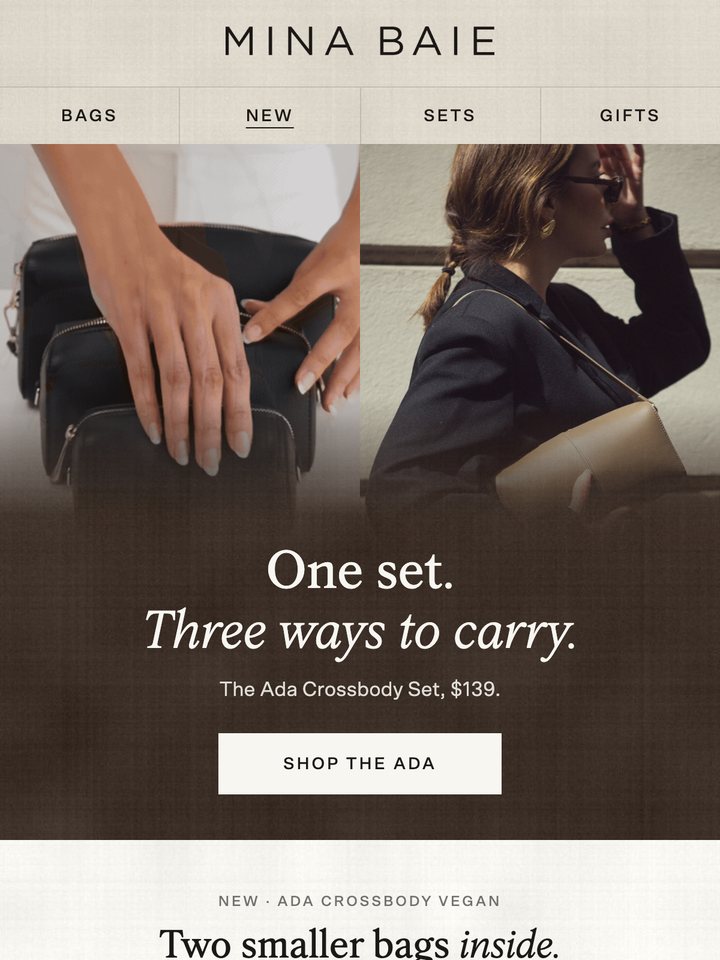 MINA BAIE
BAGS
NEW
SETS
GIFTS
One set.
Three ways to carry.
The Ada Crossbody Set, $139.
SHOP THE ADA
NEW · ADA CROSSBODY VEGAN
Two smaller bags inside.